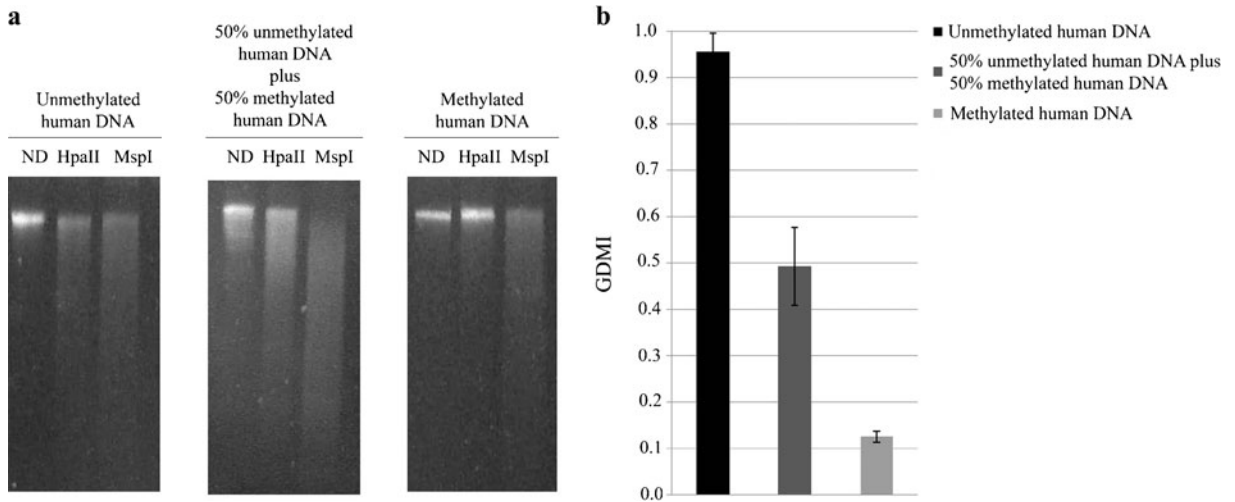 a
Unmethylated
human DNA
ND HpaII MspI
50% unmethylated
human DNA
plus
50% methylated
human DNA
ND HpaII MspI
Methylated
human DNA
ND HpaII MspI
b
GDMI
1.0
0.9
0.8
0.7
0.6
0.5
0.4
0.3
0.2
0.1
0.0
Unmethylated human DNA
50% unmethylated human DNA plus
50% methylated human DNA
Methylated human DNA